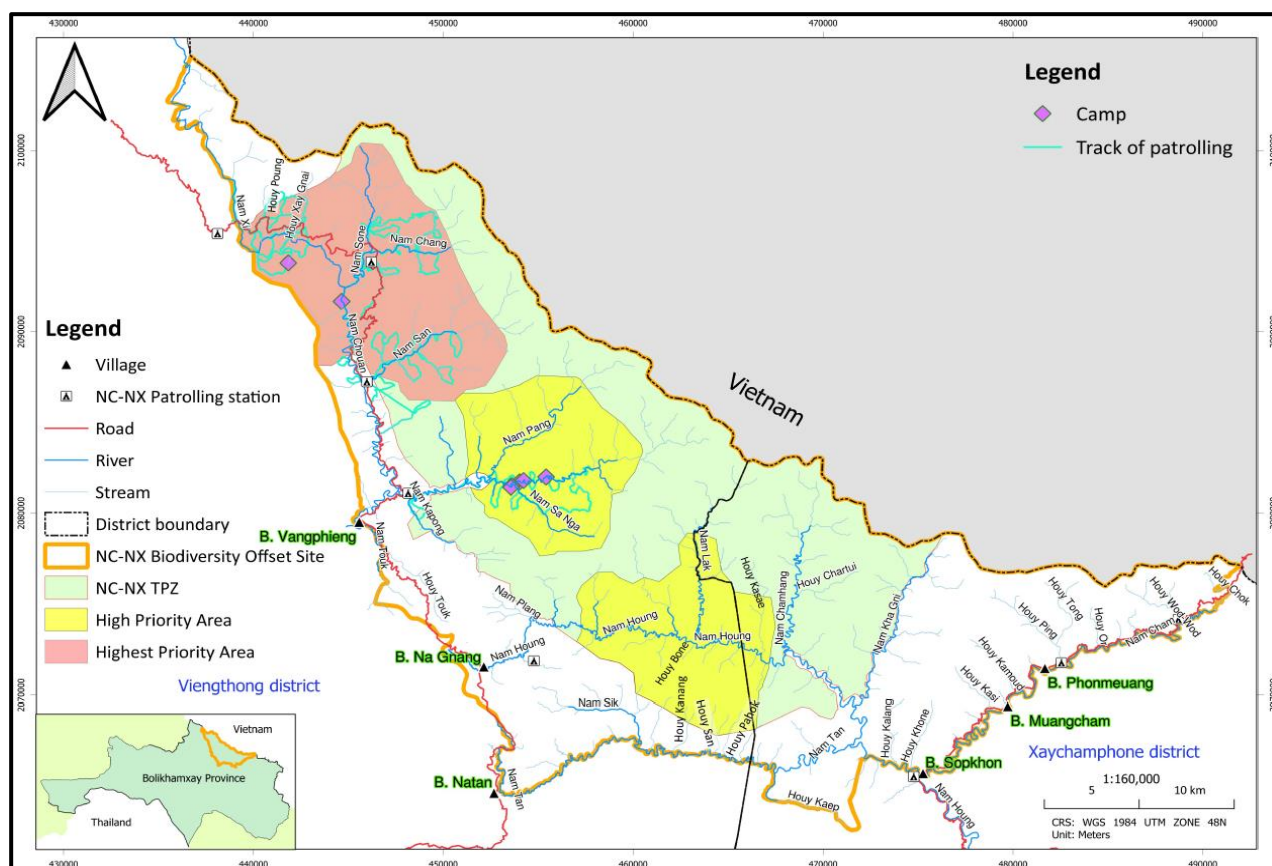 430000 440000 450000 460000 470000 480000 490000
2100000
2090000
2080000
2070000
Legend
Camp
Track of patrolling
Legend
Village
NC-NX Patrolling station
Road
River
Stream
District boundary
NC-NX Biodiversity Offset Site
NC-NX TPZ
High Priority Area
Highest Priority Area
Viengthong district
Vietnam
Houy Poung
Houy Xay Gnai
Nam Sone
Nam Chang
Nam Chouan
Nam San
Nam Pang
Nam Sa Nga
Nam Kapong
B. Vangphieng
Nam Touk
Houy Touk
Nam Plang
Nam Houng
Nam Houng
Nam Houng
B. Na Gnang
Nam Lak
Houy Kasae
Houy Chartui
Nam Chamhang
Nam Kha Gni
Houy Bone
Houy Kanang
Houy San
Houy Pabok
Nam Sik
Nam Tan
Houy Kalang
Houy Khone
Houy Kasi
Houy Kamoud
Houy Ping
Houy Tong
Nam Cham
Houy Wod-Wod
Houy Chok
B. Phonmeuang
B. Muangcham
B. Sopkhon
Xaychamphone district
Nam Houng
Houy Kaep
B. Natan
Nam Tan
Vietnam
Bolikhamxay Province
Thailand
1:160,000
5 10 km
CRS: WGS 1984 UTM ZONE 48N
Unit: Meters
430000 440000 450000 460000 470000 480000 490000